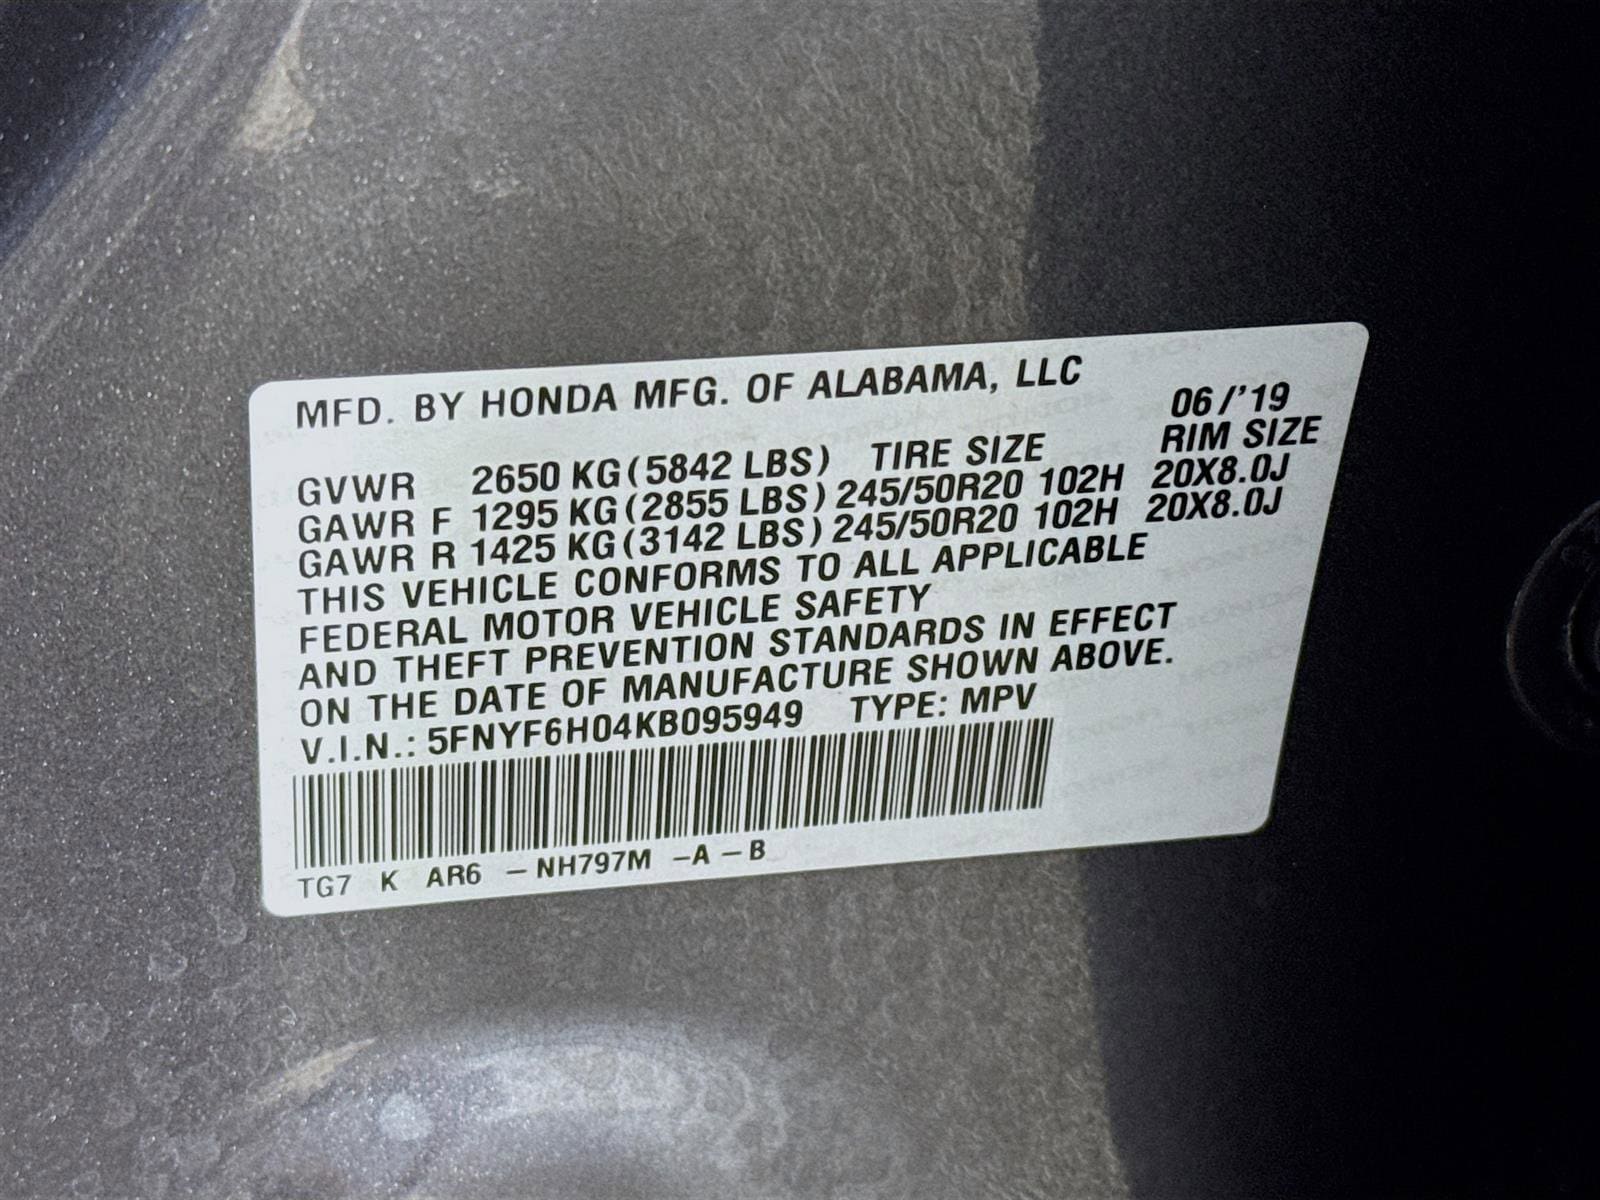 MFD. BY HONDA MFG. OF ALABAMA, LLC
06/'19
GVWR 2650 KG(5842 LBS) TIRE SIZE RIM SIZE
GAWR F 1295 KG(2855 LBS) 245/50R20 102H 20X8.0J
GAWR R 1425 KG(3142 LBS) 245/50R20 102H 20X8.0J
THIS VEHICLE CONFORMS TO ALL APPLICABLE
FEDERAL MOTOR VEHICLE SAFETY
AND THEFT PREVENTION STANDARDS IN EFFECT
ON THE DATE OF MANUFACTURE SHOWN ABOVE.
V.I.N.: 5FNYF6H04KB095949 TYPE: MPV
TG7 K AR6 -NH797M -A-B